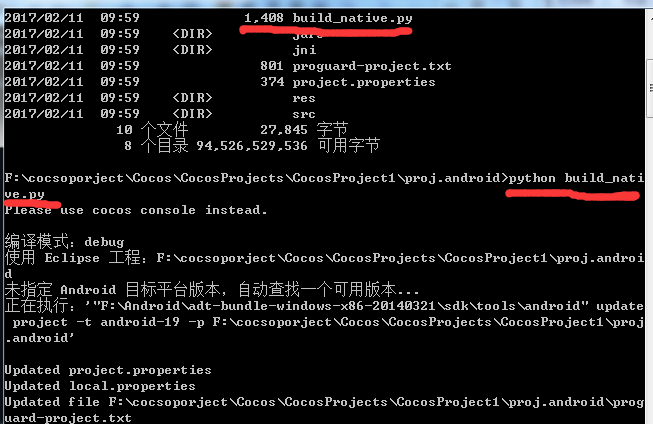 2017/02/11 09:59 1,408 build_native.py
2017/02/11 09:59 <DIR>
2017/02/11 09:59 <DIR> jni
2017/02/11 09:59 801 proguard-project.txt
2017/02/11 09:59 374 project.properties
2017/02/11 09:59 <DIR> res
2017/02/11 09:59 <DIR> src
10 个文件 27,845 字节
8 个目录 94,526,529,536 可用字节
F:\cocsoporject\Cocos\CocosProjects\CocosProject1\proj.android>python build_nati
ve.py
Please use cocos console instead.
编译模式：debug
使用 Eclipse 工程：F:\cocsoporject\Cocos\CocosProjects\CocosProject1\proj.androi
d
未指定 Android 目标平台版本，自动查找一个可用版本...
正在执行：'"F:\Android\adt-bundle-windows-x86-20140321\sdk\tools\android" update
project -t android-19 -p F:\cocsoporject\Cocos\CocosProjects\CocosProject1\proj
.android'
Updated project.properties
Updated local.properties
Updated file F:\cocsoporject\Cocos\CocosProjects\CocosProject1\proj.android\prog
uard-project.txt